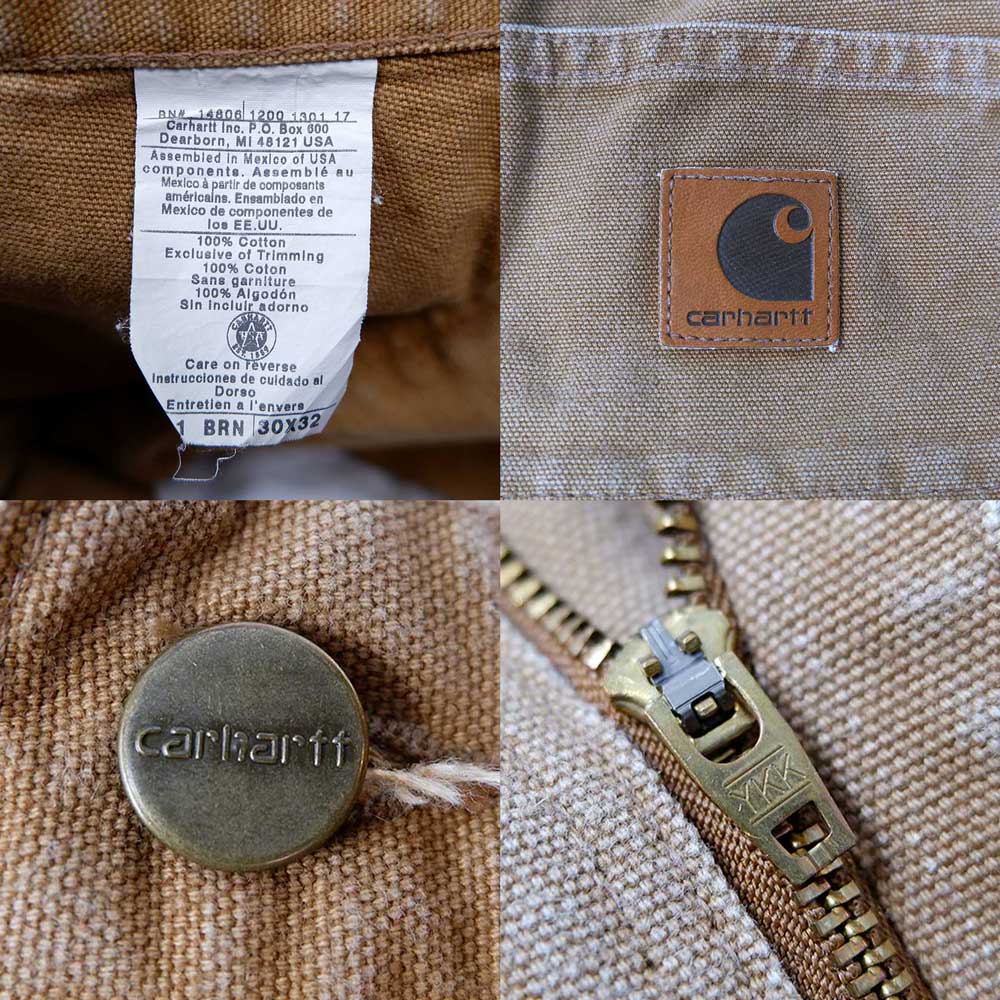 RN# 14806 1200 1301 17
Carhartt Inc. P.O. Box 600
Dearborn, MI 48121 USA
Assembled in Mexico of USA
components. Assemblé au
Mexico à partir de composants
américains. Ensamblado en
Mexico de componentes de
los EE.UU.
100% Cotton
Exclusive of Trimming
100% Coton
Sans garniture
100% Algodón
Sin Incluir adorno
CARHARTT
EST. 1889
Care on reverse
Instrucciones de cuidado al
Dorso
Entretien a l'envers
1 BRN 30X32
carhartt
carhartt
YKK